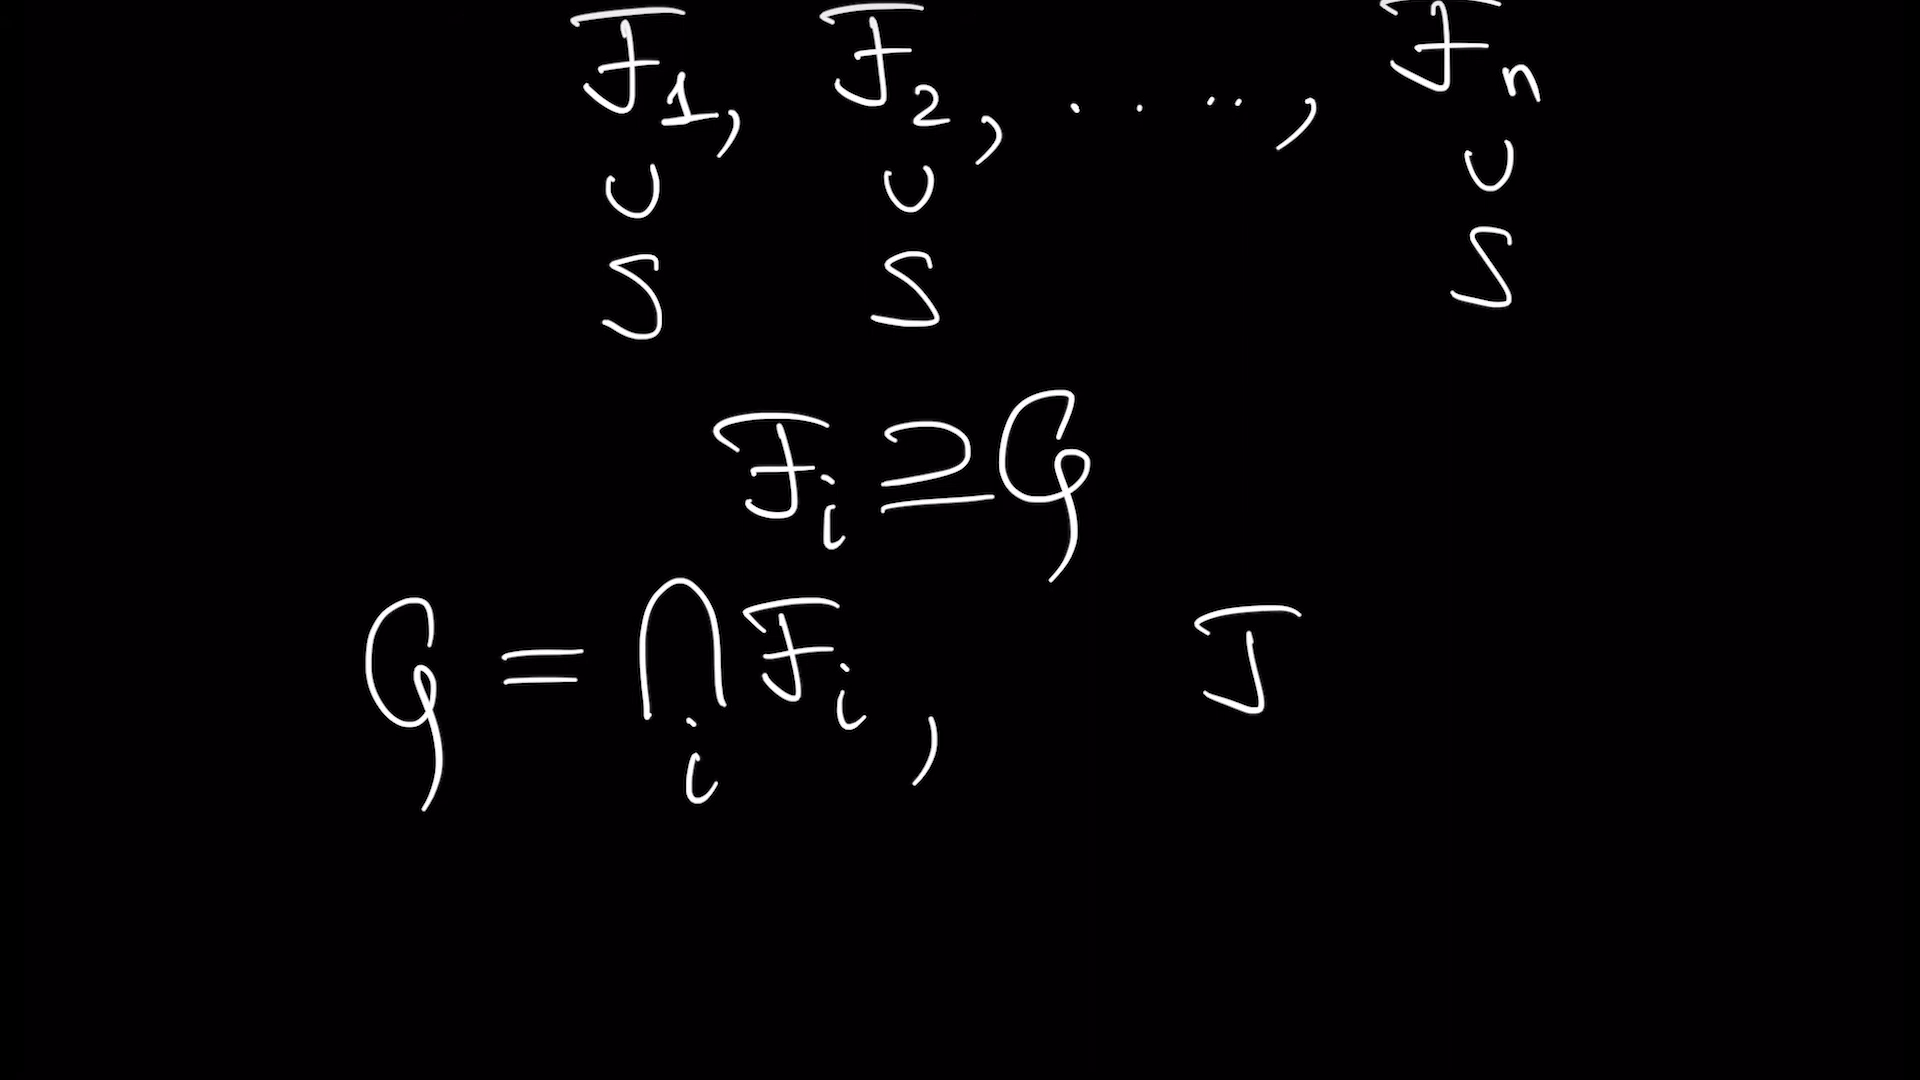 ℱ₁, ℱ₂, . . . ., ℱₙ
∪ ∪ ∪
S S S
ℱᵢ ⊇ 𝒢
𝒢 = ⋂ᵢ ℱᵢ, J